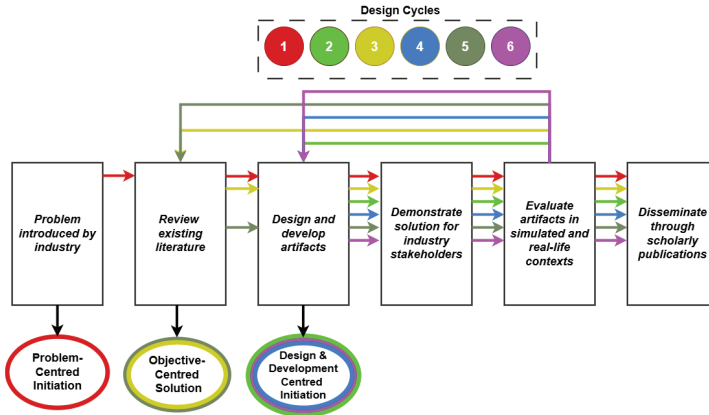 Design Cycles
1 2 3 4 5 6
Problem
introduced by
industry
Review
existing
literature
Design and
develop
artifacts
Demonstrate
solution for
industry
stakeholders
Evaluate
artifacts in
simulated and
real-life
contexts
Disseminate
through
scholarly
publications
Problem-
Centred
Initiation
Objective-
Centred
Solution
Design &
Development
Centred
Initiation